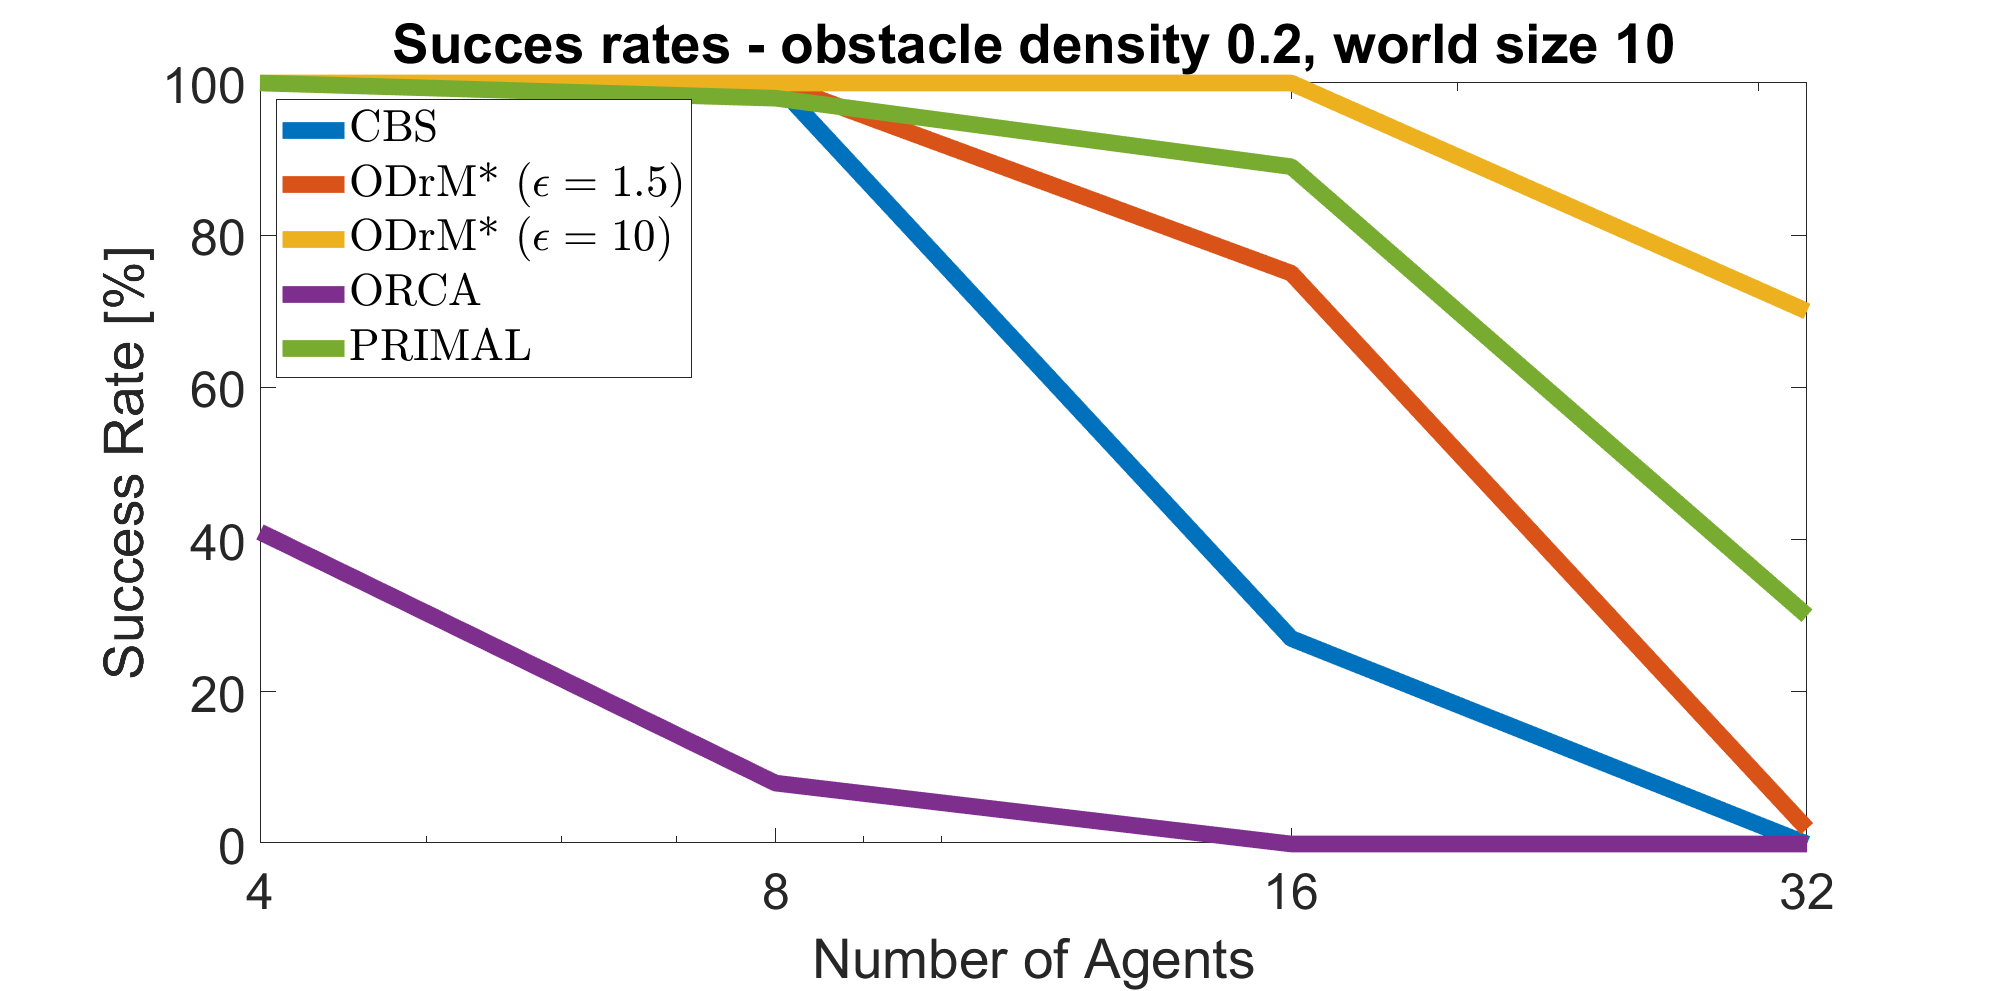 Succes rates - obstacle density 0.2, world size 10
100
80
60
40
20
0
Success Rate [%]
CBS
ODrM* (ϵ = 1.5)
ODrM* (ϵ = 10)
ORCA
PRIMAL
4 8 16 32
Number of Agents